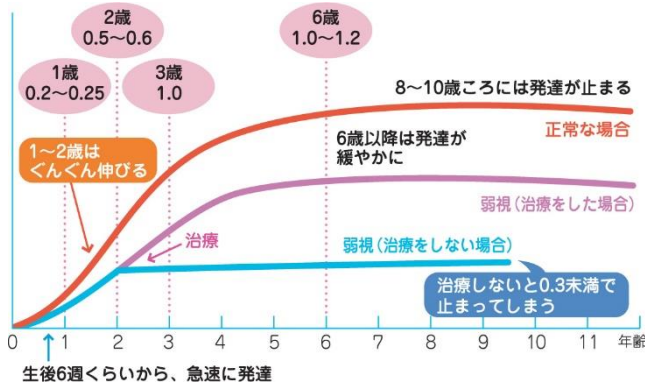 1歳
0.2〜0.25
2歳
0.5〜0.6
3歳
1.0
6歳
1.0〜1.2
8〜10歳ころには発達が止まる
正常な場合
6歳以降は発達が
緩やかに
1〜2歳は
ぐんぐん伸びる
弱視(治療をした場合)
治療
弱視(治療をしない場合)
治療しないと0.3未満で
止まってしまう
0 1 2 3 4 5 6 7 8 9 10 11 年齢
生後6週くらいから、急速に発達